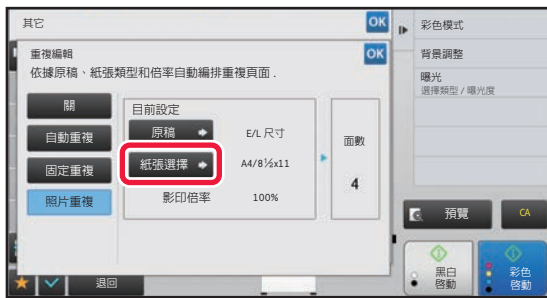 其它
OK
重複編輯
OK
依據原稿、紙張類型和倍率自動編排重複頁面 .
關
自動重複
固定重複
照片重複
目前設定
原稿
E/L 尺寸
紙張選擇
A4/8½x11
影印倍率
100%
面數
4
退回
彩色模式
背景調整
曝光
選擇類型 / 曝光度
預覽
CA
黑白
啓動
彩色
啓動